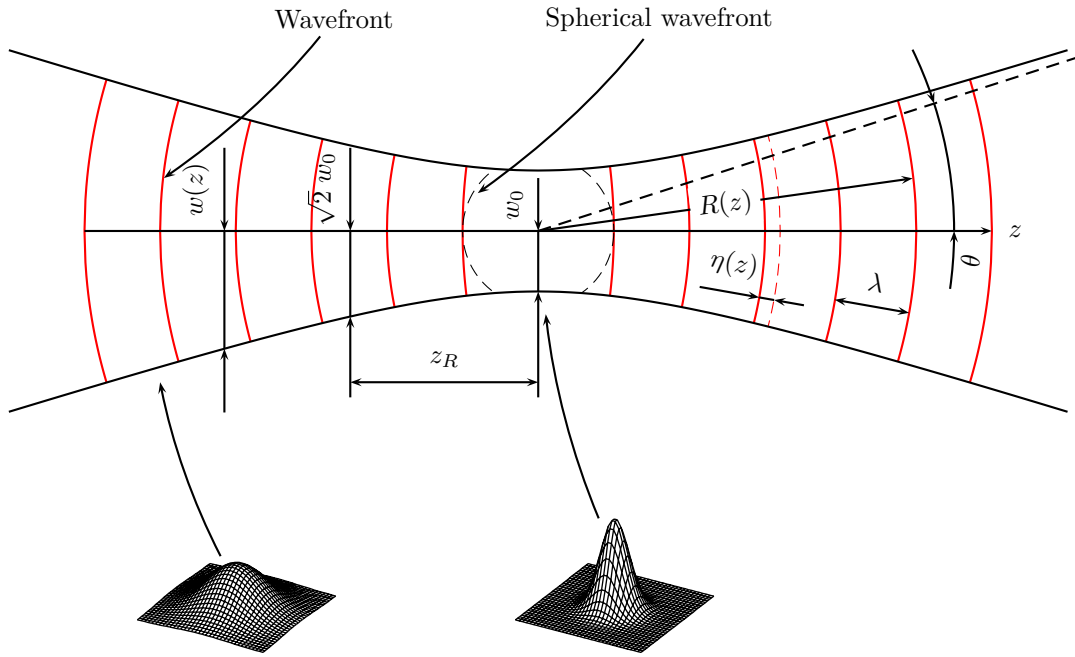 Wavefront
Spherical wavefront
w(z)
√2 w₀
w₀
R(z)
z
η(z)
θ
λ
z_R